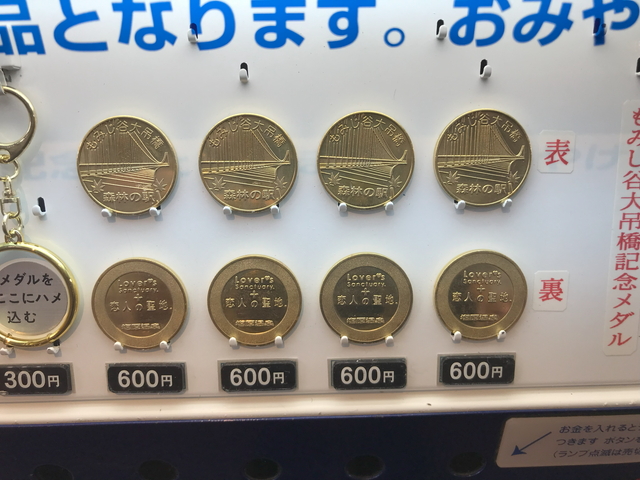 品となります。おみや
もみじ谷大吊橋
森林の駅
もみじ谷大吊橋
森林の駅
もみじ谷大吊橋
森林の駅
もみじ谷大吊橋
森林の駅
表
もみじ谷大吊橋記念メダル
メダルを
ここにハメ
込む
Lover's
Sanctuary.
恋人の聖地.
Lover's
Sanctuary.
恋人の聖地.
Lover's
Sanctuary.
恋人の聖地.
Lover's
Sanctuary.
恋人の聖地.
裏
300円
600円
600円
600円
600円
お金を入れると
つきます ボタン
(ランプ点滅は売